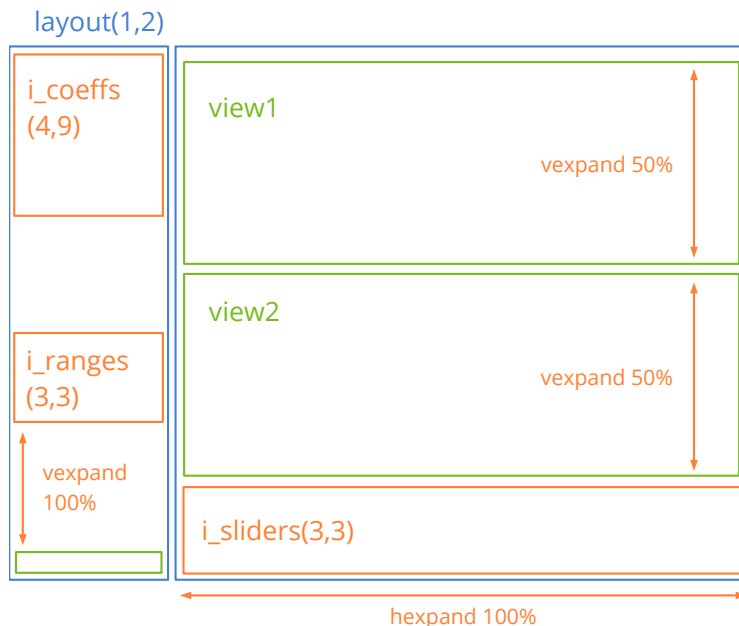 layout(1,2)
i_coeffs
(4,9)
view1
vexpand 50%
view2
i_ranges
(3,3)
vexpand 50%
vexpand
100%
i_sliders(3,3)
hexpand 100%